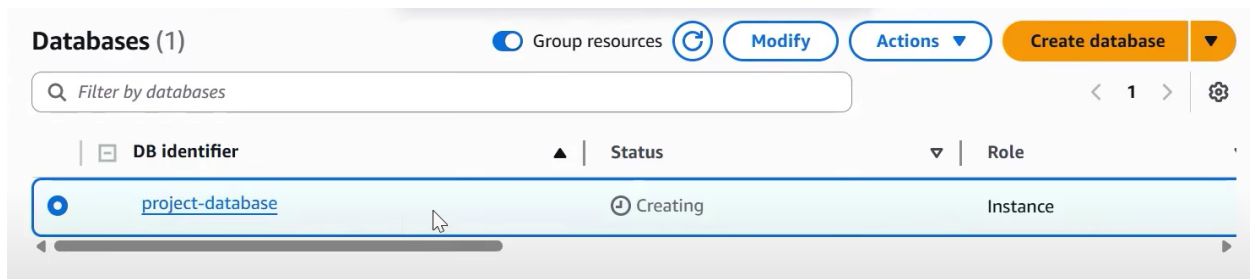 Databases (1) Group resources Modify Actions Create database
Filter by databases 1
DB identifier Status Role
project-database Creating Instance